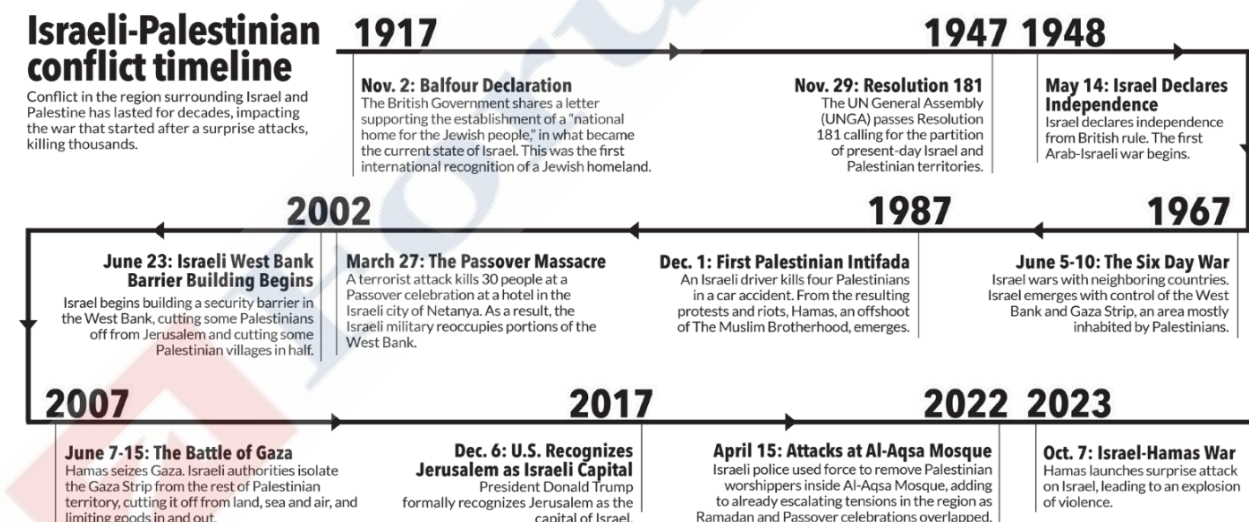 Israeli-Palestinian
conflict timeline
Conflict in the region surrounding Israel and
Palestine has lasted for decades, impacting
the war that started after a surprise attacks,
killing thousands.
1917
Nov. 2: Balfour Declaration
The British Government shares a letter
supporting the establishment of a "national
home for the Jewish people," in what became
the current state of Israel. This was the first
international recognition of a Jewish homeland.
1947
Nov. 29: Resolution 181
The UN General Assembly
(UNGA) passes Resolution
181 calling for the partition
of present-day Israel and
Palestinian territories.
1948
May 14: Israel Declares
Independence
Israel declares independence
from British rule. The first
Arab-Israeli war begins.
1967
June 5-10: The Six Day War
Israel wars with neighboring countries.
Israel emerges with control of the West
Bank and Gaza Strip, an area mostly
inhabited by Palestinians.
1987
Dec. 1: First Palestinian Intifada
An Israeli driver kills four Palestinians
in a car accident. From the resulting
protests and riots, Hamas, an offshoot
of The Muslim Brotherhood, emerges.
2002
March 27: The Passover Massacre
A terrorist attack kills 30 people at a
Passover celebration at a hotel in the
Israeli city of Netanya. As a result, the
Israeli military reoccupies portions of the
West Bank.
June 23: Israeli West Bank
Barrier Building Begins
Israel begins building a security barrier in
the West Bank, cutting some Palestinians
off from Jerusalem and cutting some
Palestinian villages in half.
2007
June 7-15: The Battle of Gaza
Hamas seizes Gaza. Israeli authorities isolate
the Gaza Strip from the rest of Palestinian
territory, cutting it off from land, sea and air, and
limiting goods in and out.
2017
Dec. 6: U.S. Recognizes
Jerusalem as Israeli Capital
President Donald Trump
formally recognizes Jerusalem as the
capital of Israel.
2022
April 15: Attacks at Al-Aqsa Mosque
Israeli police used force to remove Palestinian
worshippers inside Al-Aqsa Mosque, adding
to already escalating tensions in the region as
Ramadan and Passover celebrations overlapped.
2023
Oct. 7: Israel-Hamas War
Hamas launches surprise attack
on Israel, leading to an explosion
of violence.